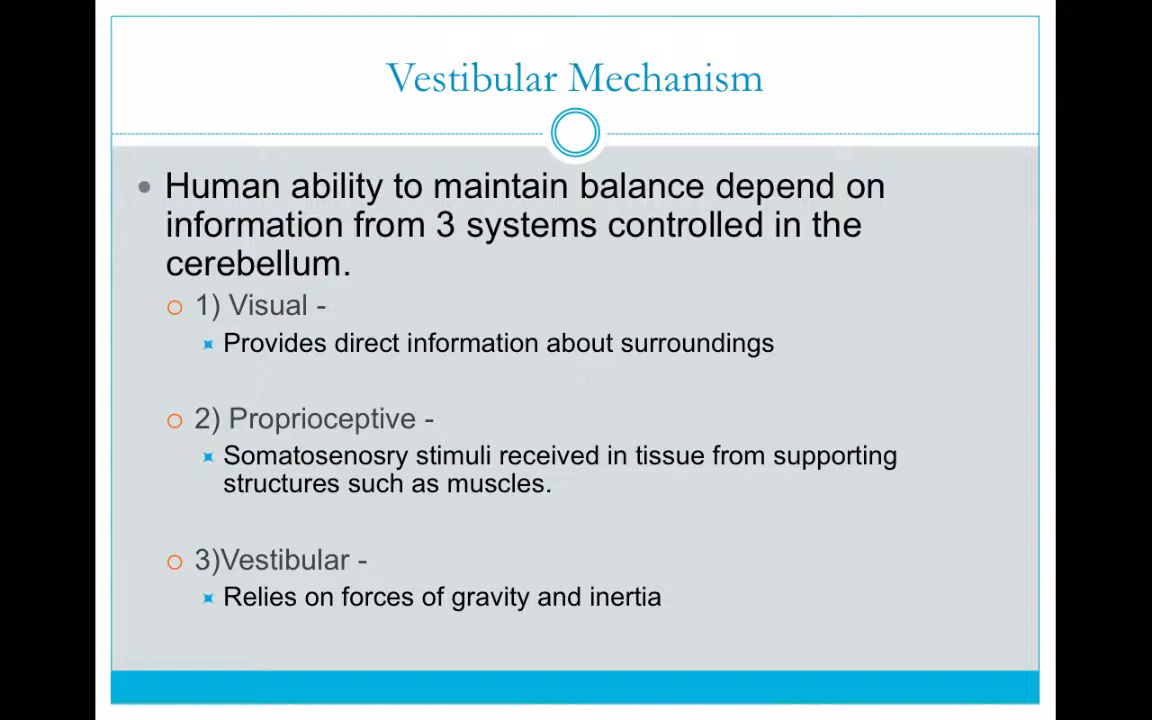 Vestibular Mechanism
Human ability to maintain balance depend on
information from 3 systems controlled in the
cerebellum.
1) Visual -
Provides direct information about surroundings
2) Proprioceptive -
Somatosenosry stimuli received in tissue from supporting
structures such as muscles.
3)Vestibular -
Relies on forces of gravity and inertia